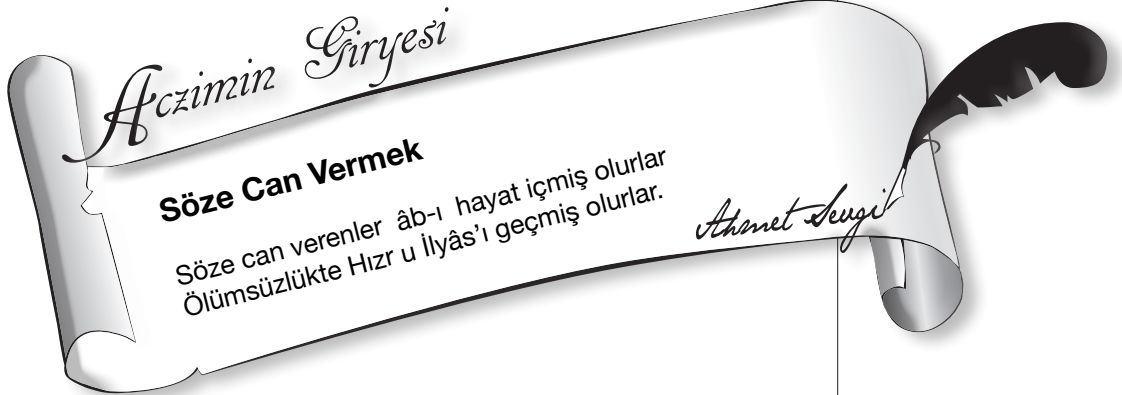 Aczimin Giryesi
Söze Can Vermek
Söze can verenler âb-ı hayat içmiş olurlar
Ölümsüzlükte Hızr u İlyâs’ı geçmiş olurlar.
Ahmet Sevgi